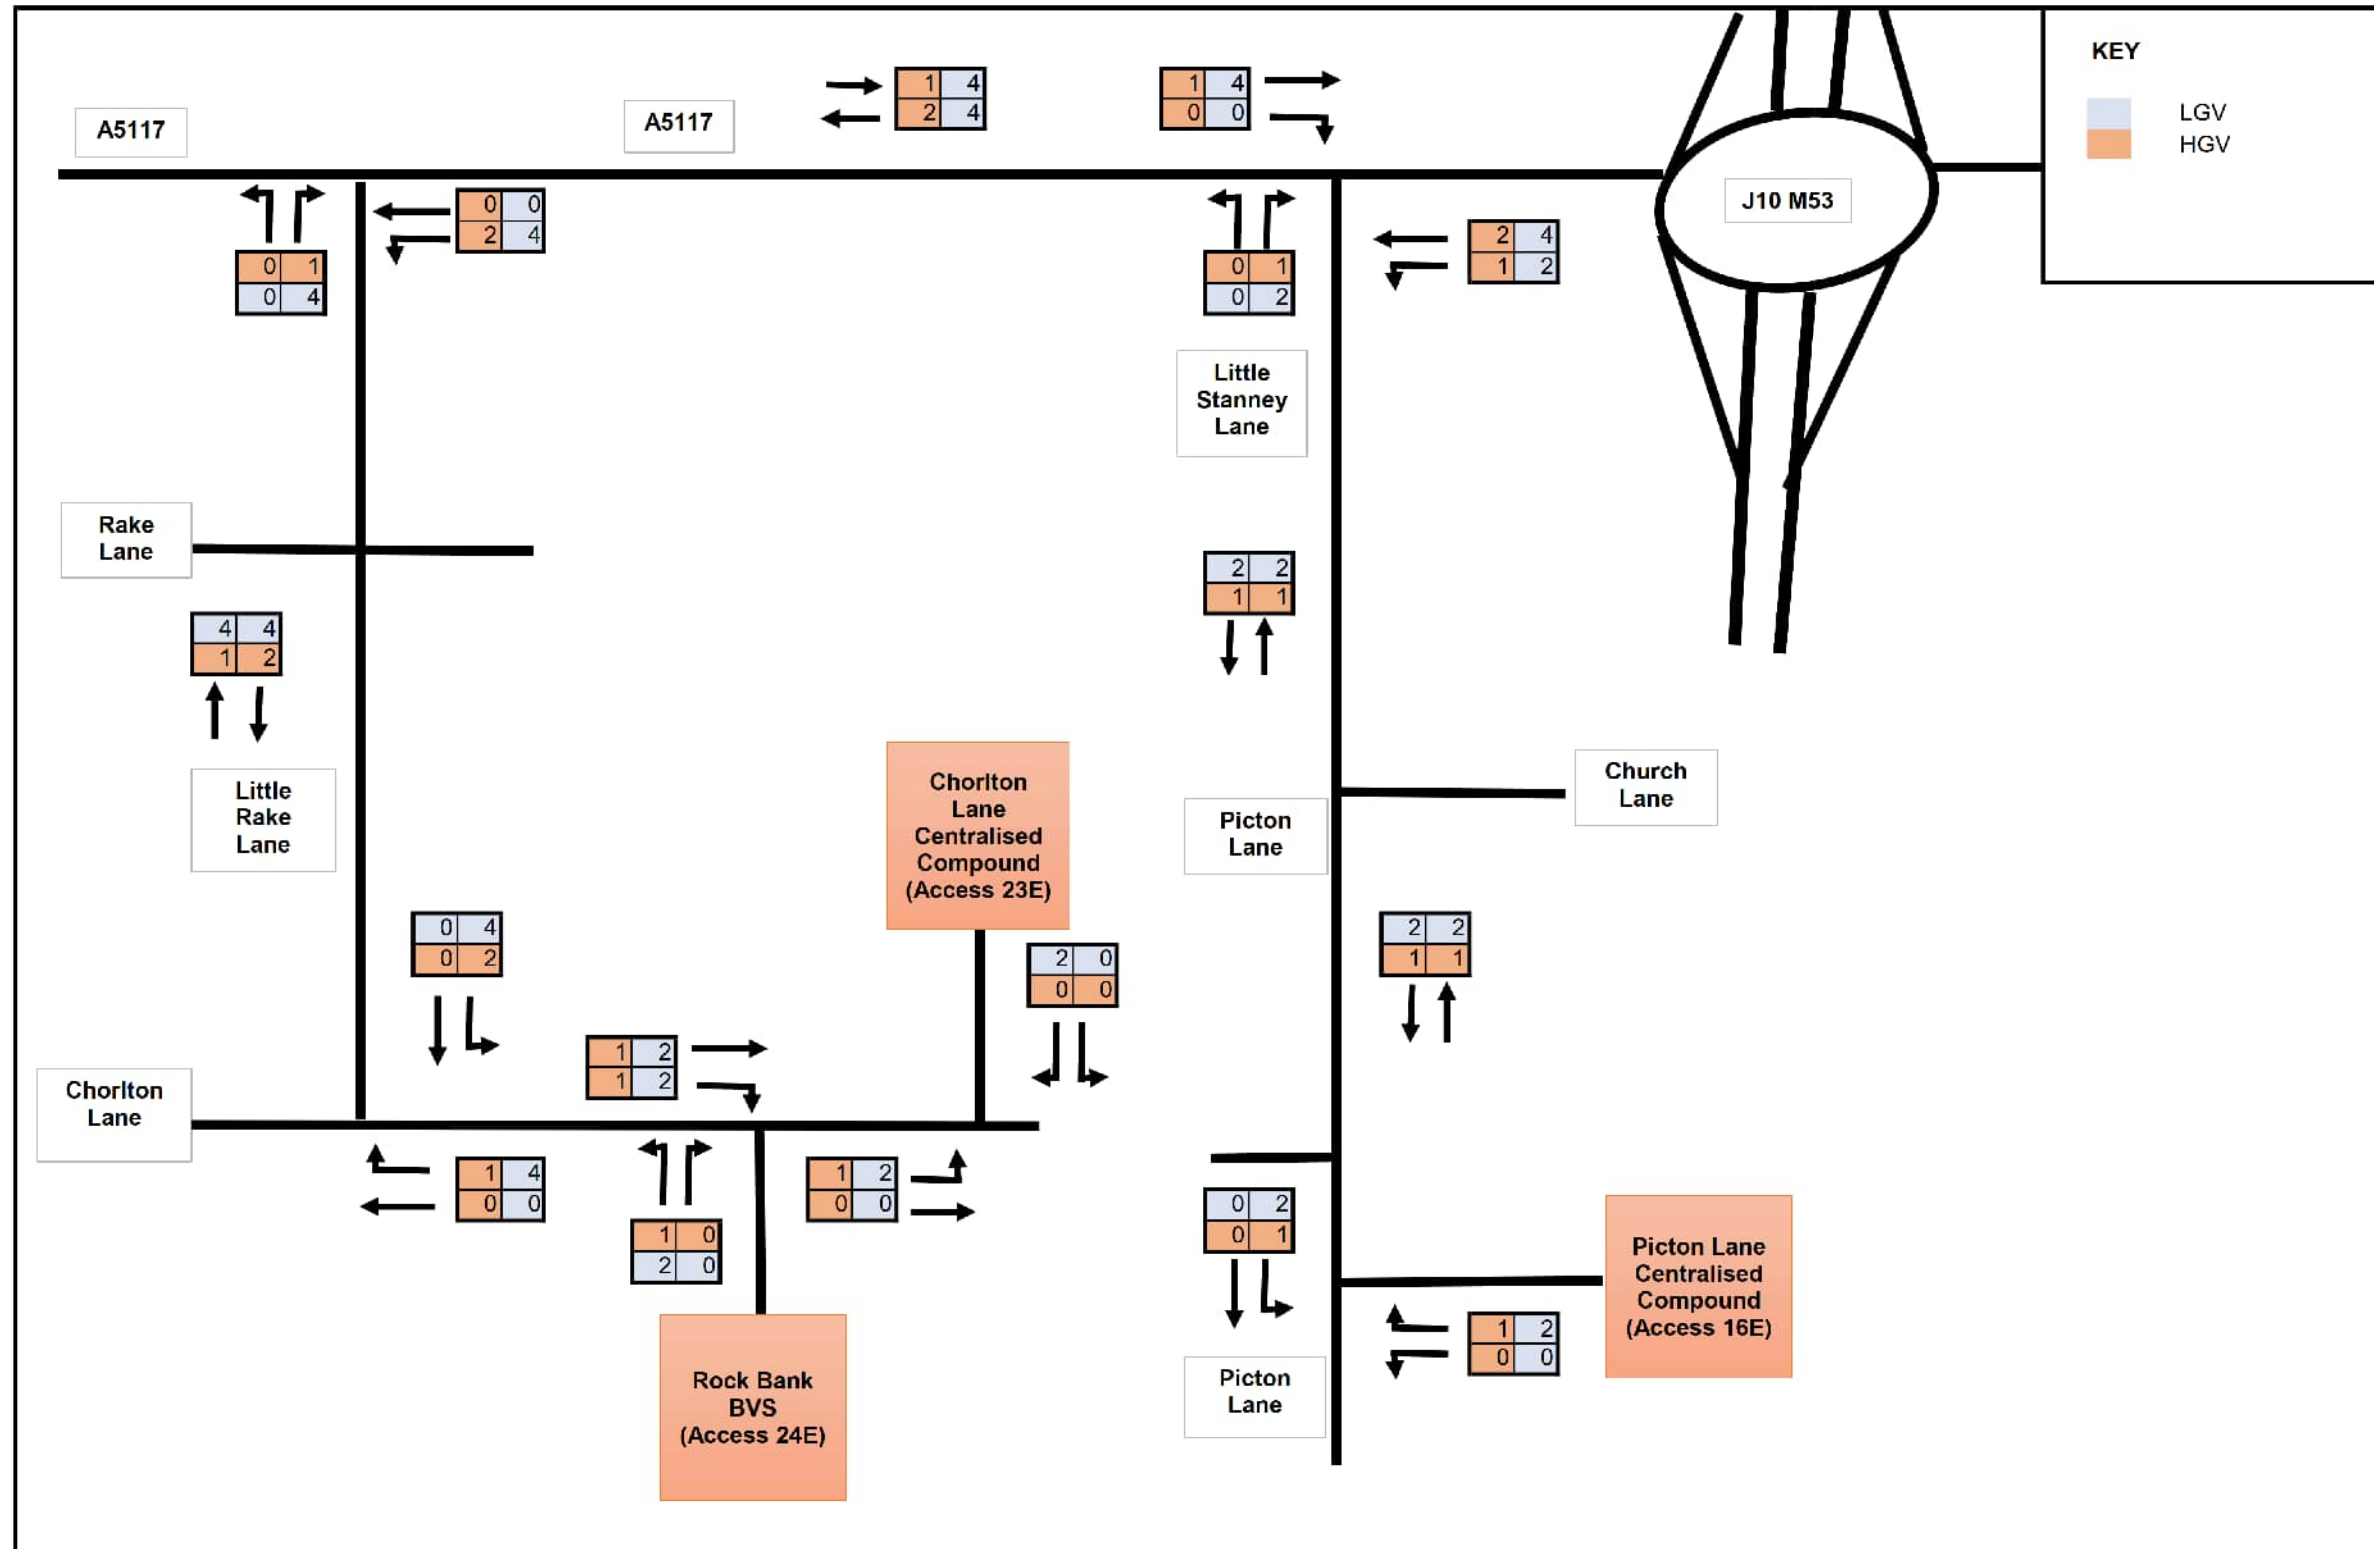 KEY
LGV
HGV
A5117
A5117
1 4
2 4
1 4
0 0
J10 M53
0 0
2 4
0 1
0 4
0 1
0 2
2 4
1 2
Little
Stanney
Lane
Rake
Lane
2 2
1 1
4 4
1 2
Little
Rake
Lane
Chorlton
Lane
Centralised
Compound
(Access 23E)
Picton
Lane
Church
Lane
0 4
0 2
2 0
0 0
2 2
1 1
1 2
1 2
Chorlton
Lane
1 4
0 0
1 0
2 0
1 2
0 0
0 2
0 1
Picton Lane
Centralised
Compound
(Access 16E)
1 2
0 0
Rock Bank
BVS
(Access 24E)
Picton
Lane